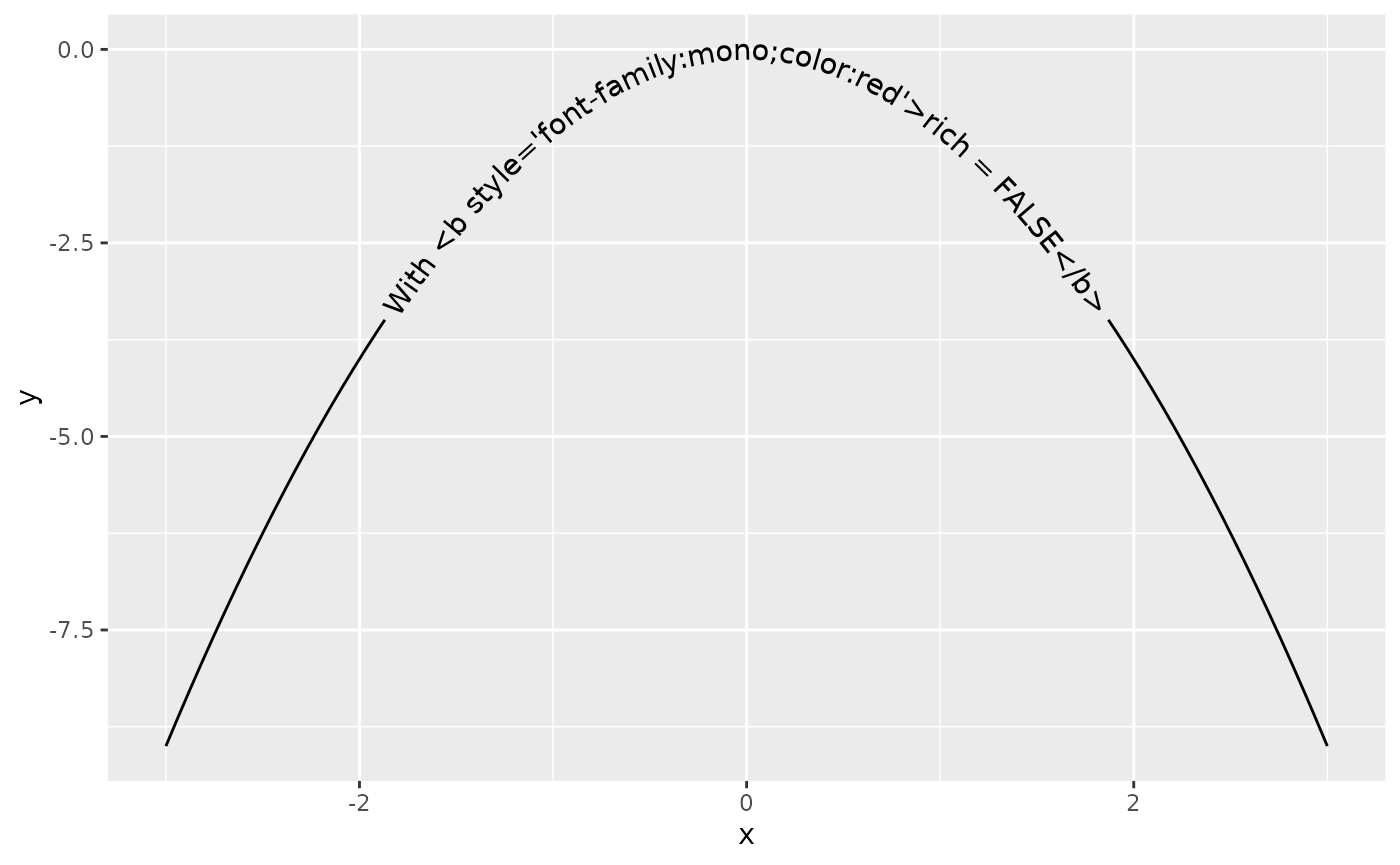 With <b style='font-family:mono;color:red'>rich = FALSE</b>
0.0
-2.5
-5.0
-7.5
y
-2 0 2
x